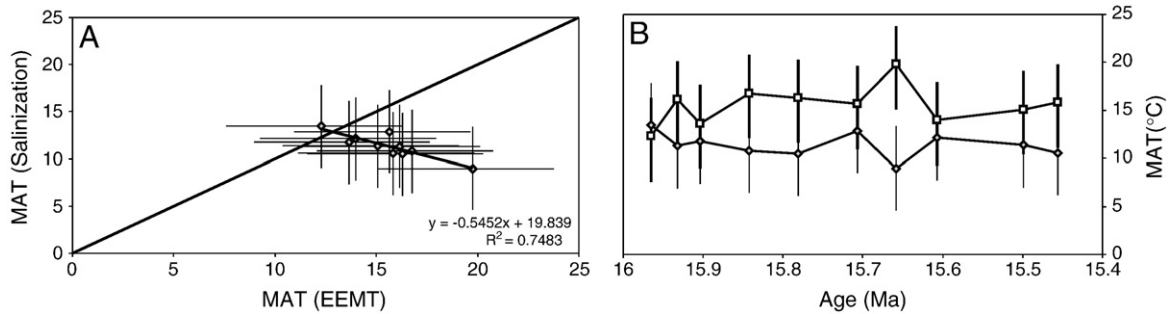 A
25
20
15
10
5
0
MAT (Salinization)
0 5 10 15 20 25
MAT (EEMT)
y = -0.5452x + 19.839
R² = 0.7483
B
25
20
15
10
5
0
MAT(°C)
16 15.9 15.8 15.7 15.6 15.5 15.4
Age (Ma)